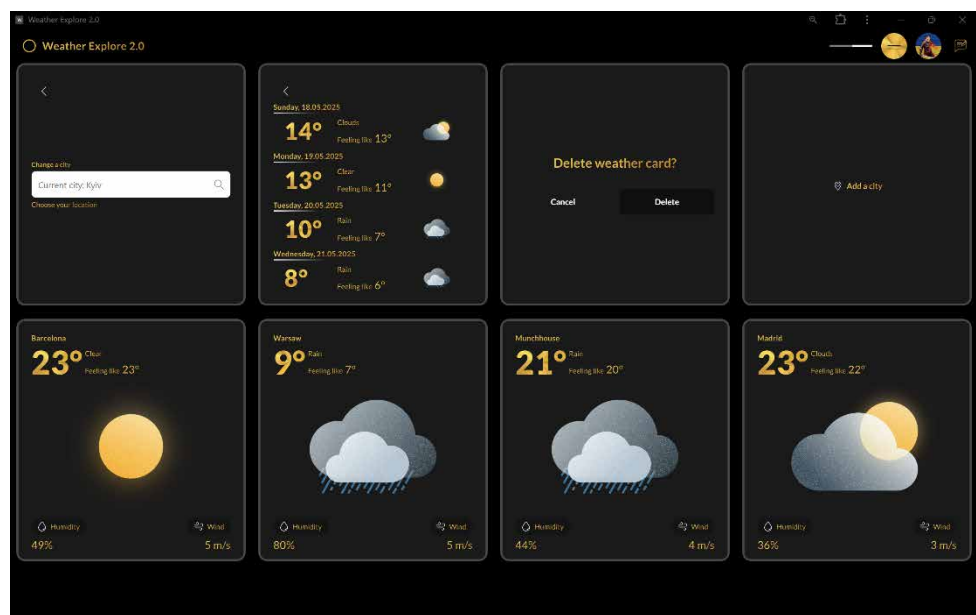 Weather Explore 2.0
Weather Explore 2.0
Change a city
Current city: Kyiv
Choose your location
Sunday, 18.05.2025
14° Clouds
Feeling like 13°
Monday, 19.05.2025
13° Clear
Feeling like 11°
Tuesday, 20.05.2025
10° Rain
Feeling like 7°
Wednesday, 21.05.2025
8° Rain
Feeling like 6°
Delete weather card?
Cancel Delete
Add a city
Barcelona
23° Clear
Feeling like 23°
Humidity Wind
49% 5 m/s
Warsaw
9° Rain
Feeling like 7°
Humidity Wind
80% 5 m/s
Munchhouse
21° Rain
Feeling like 20°
Humidity Wind
44% 4 m/s
Madrid
23° Clouds
Feeling like 22°
Humidity Wind
36% 3 m/s